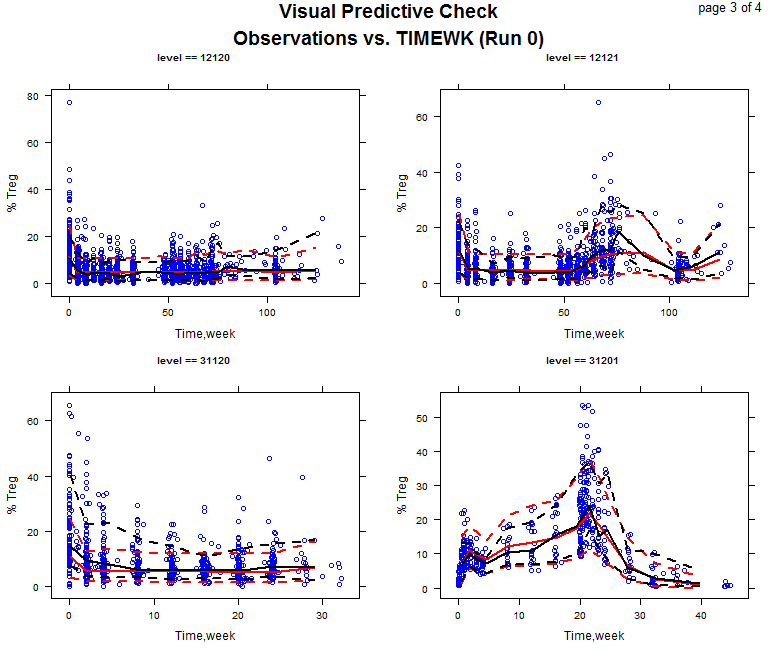 Visual Predictive Check
page 3 of 4
Observations vs. TIMEWK (Run 0)
level == 12120
level == 12121
80
60
40
20
0
% Treg
0
50
100
Time,week
60
40
20
0
% Treg
0
50
100
Time,week
level == 31120
level == 31201
60
40
20
0
% Treg
0
10
20
30
Time,week
50
40
30
20
10
0
% Treg
0
10
20
30
40
Time,week